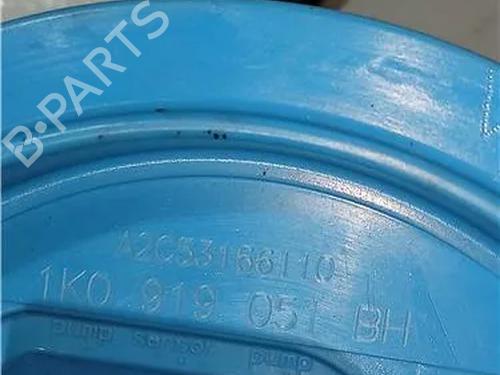 B-PARTS
A2C53166110
1K0 919 051 BH
pump sensor pump